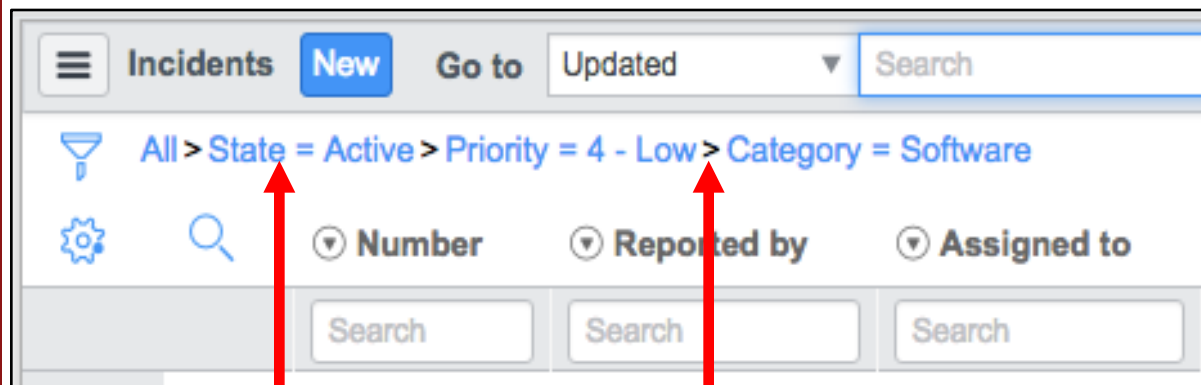 Incidents New Go to Updated Search
All > State = Active > Priority = 4 - Low > Category = Software
Number Reported by Assigned to
Search Search Search